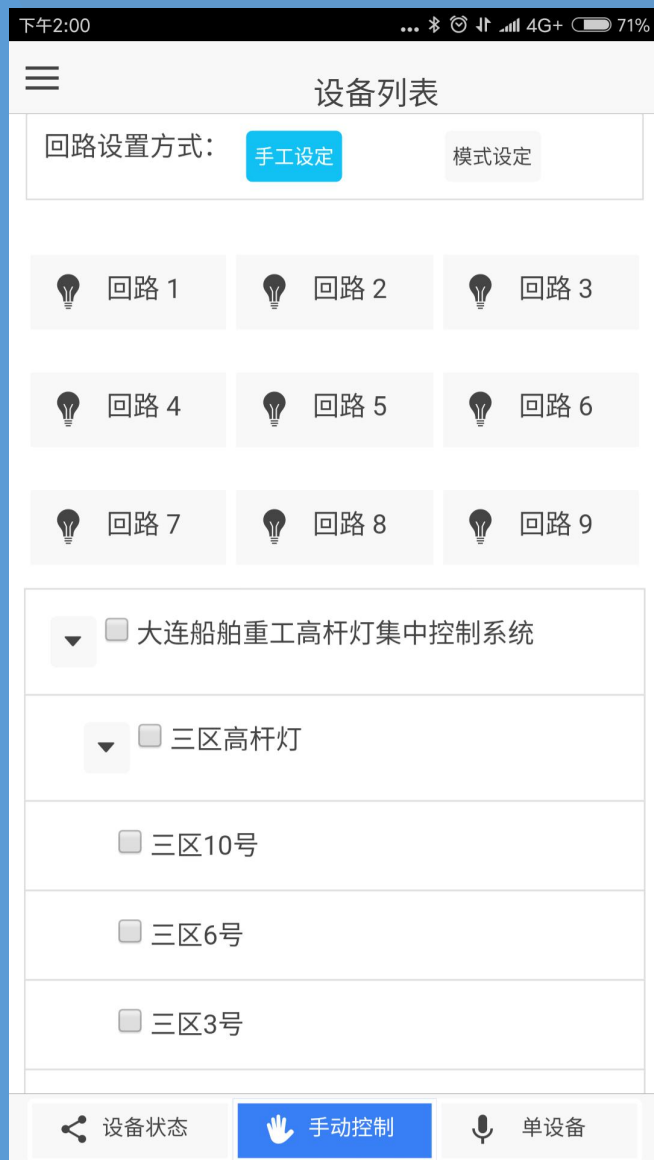 下午2:00 ... 4G+ 71%
设备列表
回路设置方式： 手工设定 模式设定
回路 1 回路 2 回路 3
回路 4 回路 5 回路 6
回路 7 回路 8 回路 9
大连船舶重工高杆灯集中控制系统
三区高杆灯
三区10号
三区6号
三区3号
设备状态 手动控制 单设备